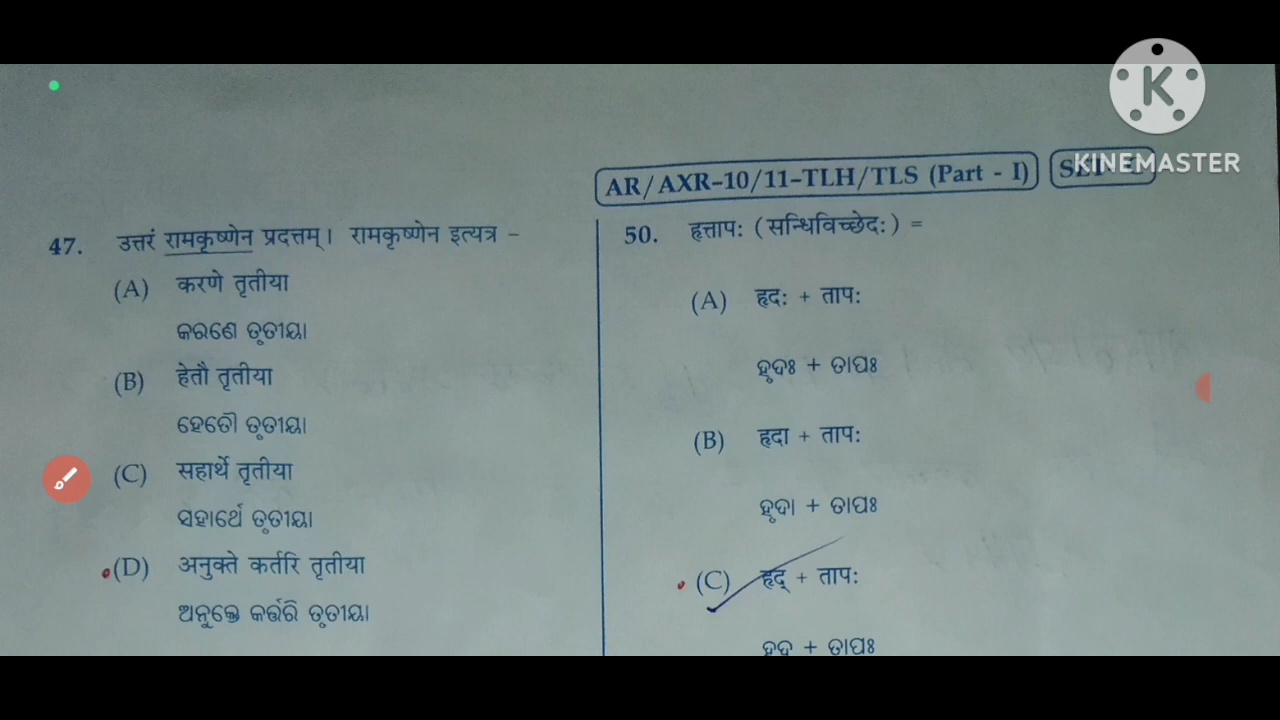 KINEMASTER
AR/AXR-10/11-TLH/TLS (Part - I)
47. उत्तरं रामकृष्णेन प्रदत्तम्। रामकृष्णेन इत्यत्र -
(A) करणे तृतीया
କରଣେ ତୃତୀୟା
(B) हेतौ तृतीया
ହେତୌ ତୃତୀୟା
(C) सहार्थे तृतीया
ସହାର୍ଥେ ତୃତୀୟା
(D) अनुक्ते कर्तरि तृतीया
ଅନୁକ୍ତେ କର୍ତ୍ତରି ତୃତୀୟା
50. हृत्तापः (सन्धिविच्छेदः) =
(A) हृदः + तापः
ହୃଦଃ + ତାପଃ
(B) हृदा + तापः
ହୃଦା + ତାପଃ
(C) हृद् + तापः
+ ତାପଃ